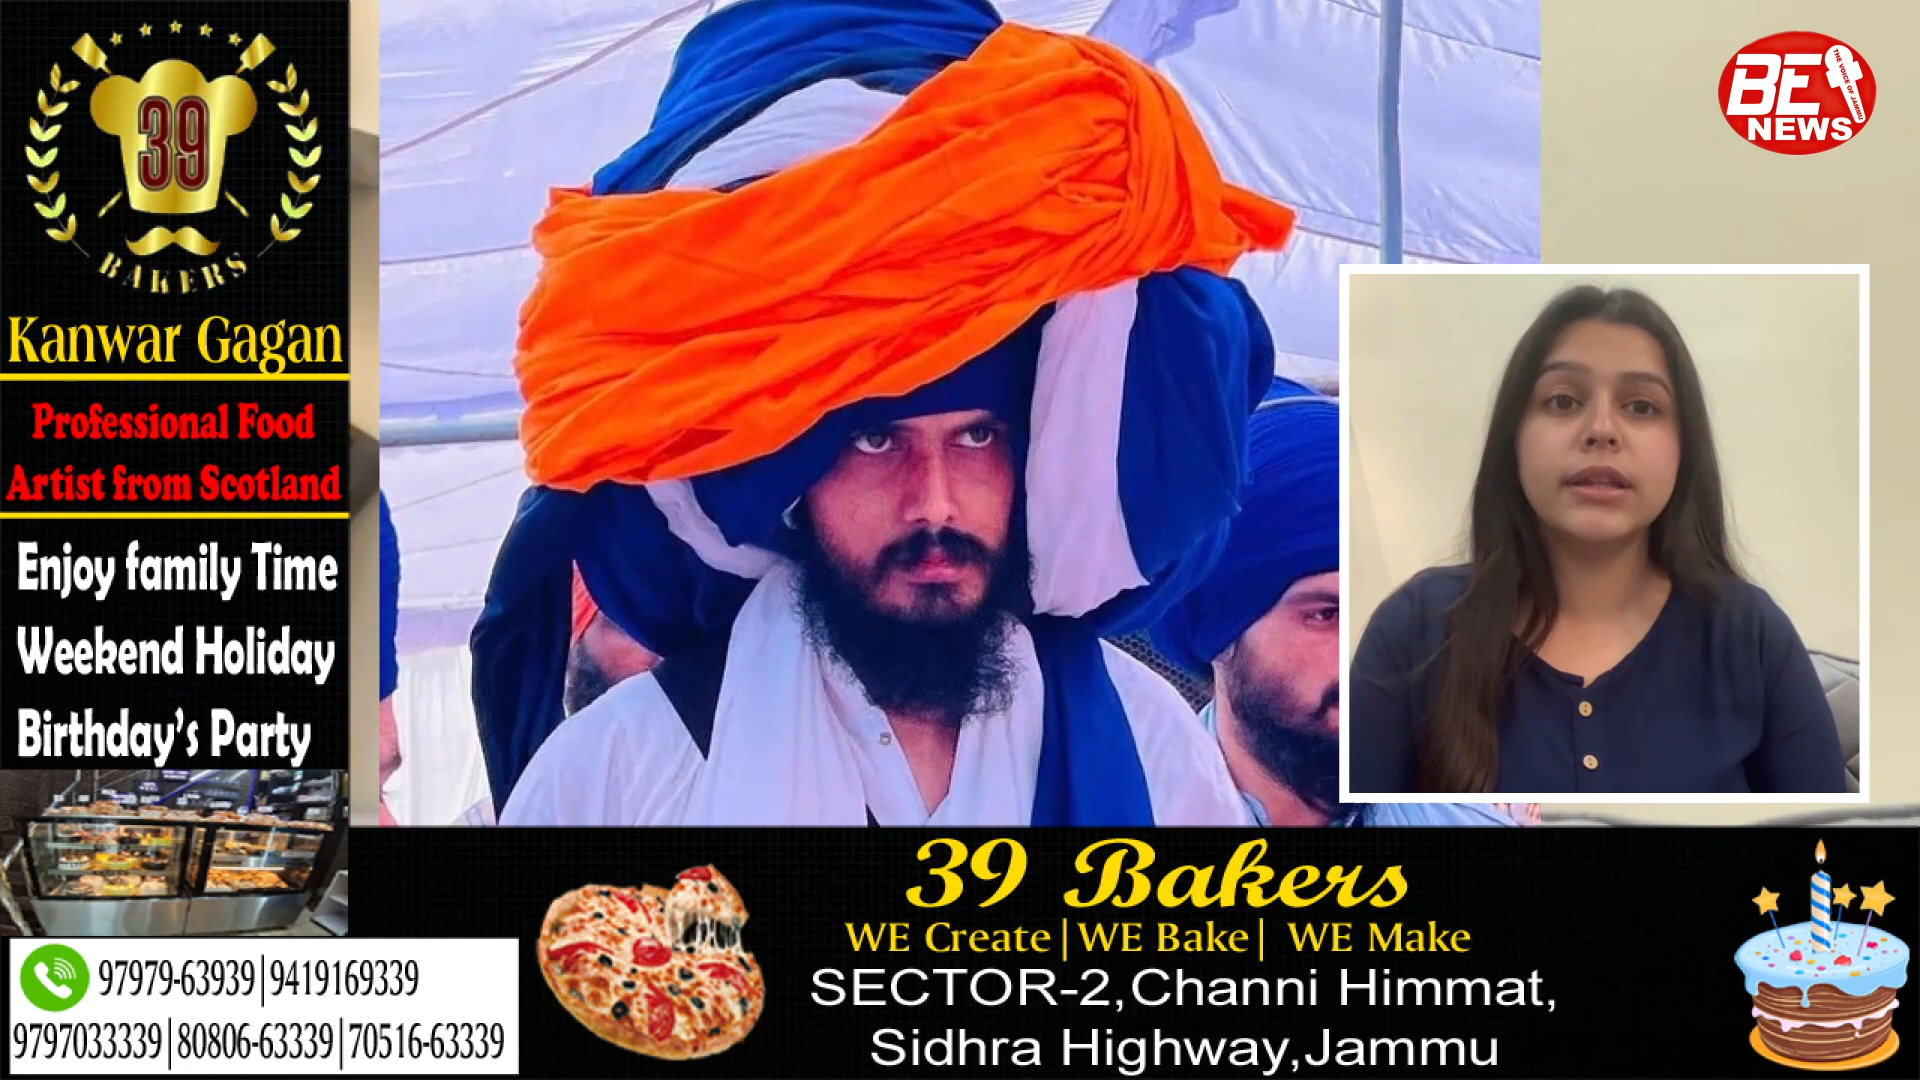 39
BAKERS
Kanwar Gagan
Professional Food
Artist from Scotland
Enjoy family Time
Weekend Holiday
Birthday's Party
97979-63939|9419169339
9797033339|80806-63339|70516-63339
BE
NEWS
THE VOICE OF JAMMU
39 Bakers
WE Create|WE Bake| WE Make
SECTOR-2,Channi Himmat,
Sidhra Highway,Jammu